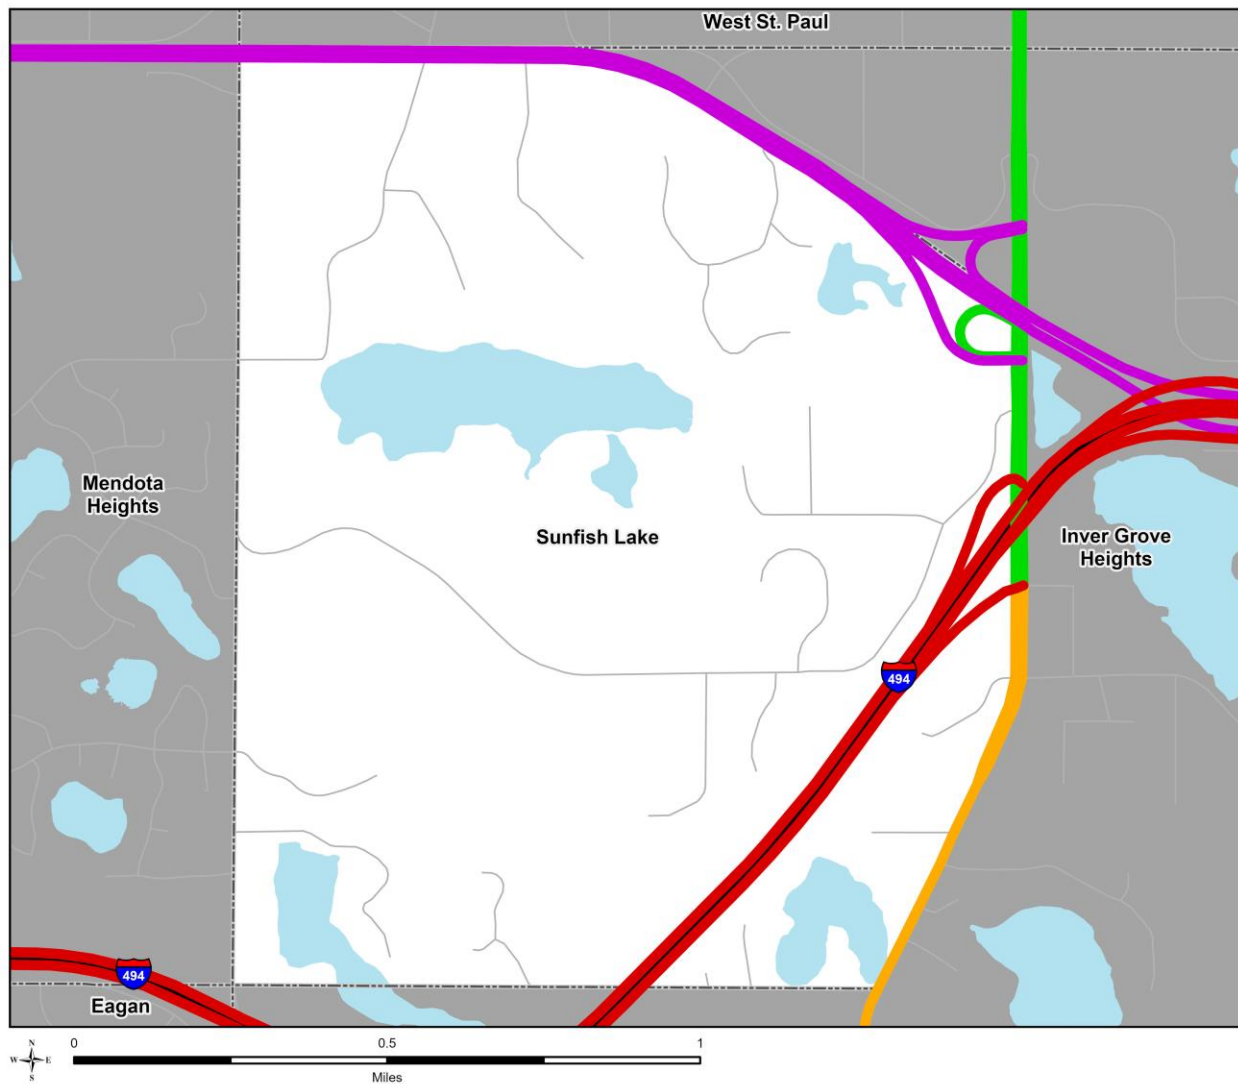 West St. Paul
Mendota
Heights
Sunfish Lake
Inver Grove
Heights
494
494
Eagan
N
W E
S
0 0.5 1
Miles